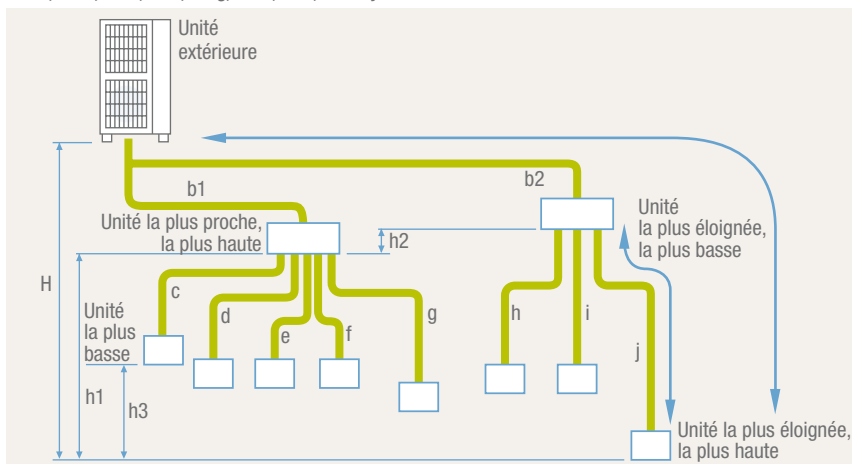 Unité
extérieure
b1
b2
Unité la plus proche,
la plus haute
h2
Unité
la plus éloignée,
la plus basse
H
c
d
e
f
g
h
i
j
Unité
la plus
basse
h1
h3
Unité la plus éloignée,
la plus haute